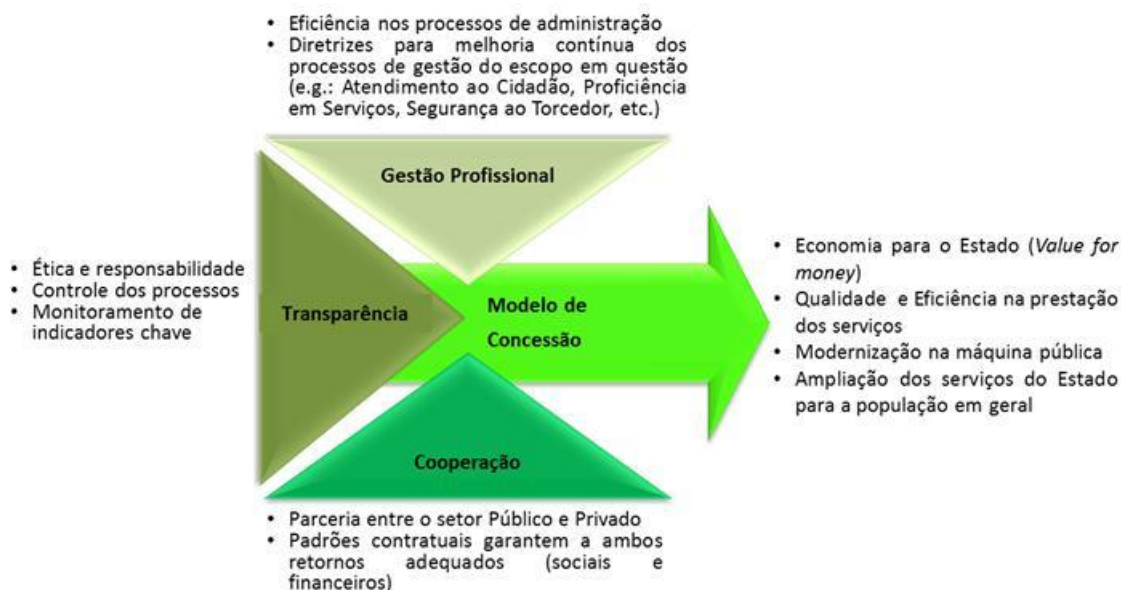 • Eficiência nos processos de administração
• Diretrizes para melhoria contínua dos
processos de gestão do escopo em questão
(e.g.: Atendimento ao Cidadão, Proficiência
em Serviços, Segurança ao Torcedor, etc.)
Gestão Profissional
• Ética e responsabilidade
• Controle dos processos
• Monitoramento de
indicadores chave
Transparência
Modelo de
Concessão
• Economia para o Estado (Value for
money)
• Qualidade e Eficiência na prestação
dos serviços
• Modernização na máquina pública
• Ampliação dos serviços do Estado
para a população em geral
Cooperação
• Parceria entre o setor Público e Privado
• Padrões contratuais garantem a ambos
retornos adequados (sociais e
financeiros)